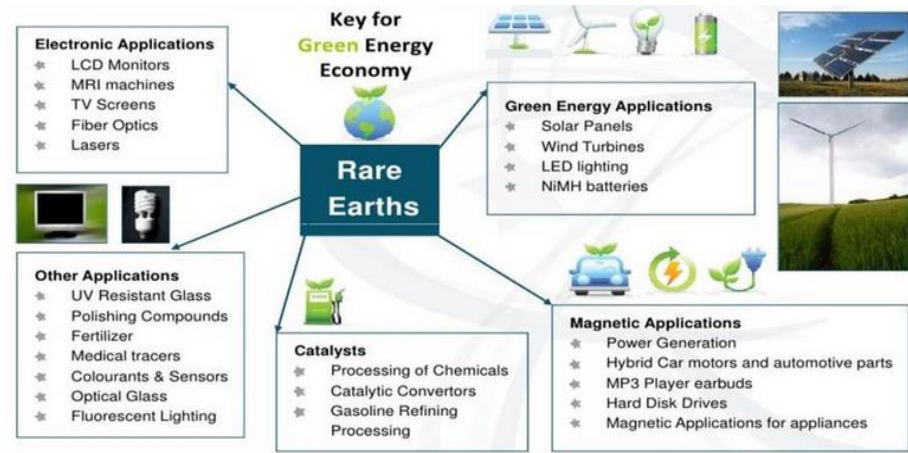 Key for
Green Energy
Economy
Electronic Applications
LCD Monitors
MRI machines
TV Screens
Fiber Optics
Lasers
Green Energy Applications
Solar Panels
Wind Turbines
LED lighting
NiMH batteries
Rare
Earths
Other Applications
UV Resistant Glass
Polishing Compounds
Fertilizer
Medical tracers
Colourants & Sensors
Optical Glass
Fluorescent Lighting
Catalysts
Processing of Chemicals
Catalytic Convertors
Gasoline Refining
Processing
Magnetic Applications
Power Generation
Hybrid Car motors and automotive parts
MP3 Player earbuds
Hard Disk Drives
Magnetic Applications for appliances